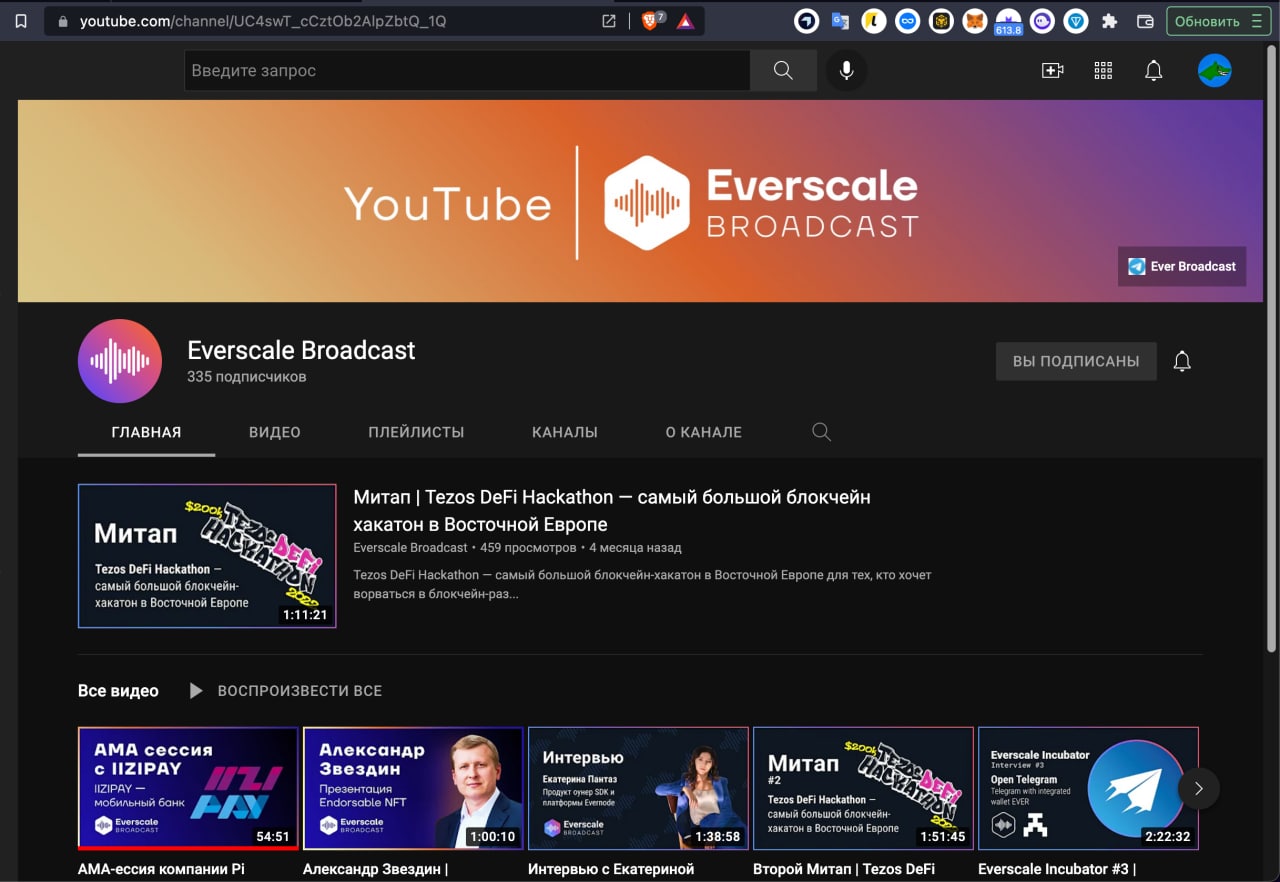 youtube.com/channel/UC4swT_cCztOb2AlpZbtQ_1Q
7
613.8
Обновить
Введите запрос
YouTube
Everscale
BROADCAST
Ever Broadcast
Everscale Broadcast
335 подписчиков
ВЫ ПОДПИСАНЫ
ГЛАВНАЯ ВИДЕО ПЛЕЙЛИСТЫ КАНАЛЫ О КАНАЛЕ
Митап
Tezos DeFi Hackathon —
самый большой блокчейн-
хакатон в Восточной Европе
$200k
TEZOS DEFI
HACKATHON
2022
1:11:21
Митап | Tezos DeFi Hackathon — самый большой блокчейн
хакатон в Восточной Европе
Everscale Broadcast • 459 просмотров • 4 месяца назад
Tezos DeFi Hackathon — самый большой блокчейн-хакатон в Восточной Европе для тех, кто хочет
ворваться в блокчейн-раз...
Все видео
ВОСПРОИЗВЕСТИ ВСЕ
АМА сессия
с IIZIPAY
IIZIPAY —
мобильный банк
IIZI
PAY
Everscale
BROADCAST
54:51
АМА-ессия компании Pi
Александр
Звездин
Презентация
Endorsable NFT
Everscale
BROADCAST
1:00:10
Александр Звездин |
Интервью
Екатерина Пантаз
Продукт оунер SDK и
платформы Evernode
Everscale
BROADCAST
1:38:58
Интервью с Екатериной
Митап
#2
Tezos DeFi Hackathon —
самый большой блокчейн-
хакатон в Восточной Европе
$200k
TEZOS DEFI
HACKATHON
2022
1:51:45
Второй Митап | Tezos DeFi
Everscale Incubator
Interview #3
Open Telegram
Telegram with integrated
wallet EVER
2:22:32
Everscale Incubator #3 |